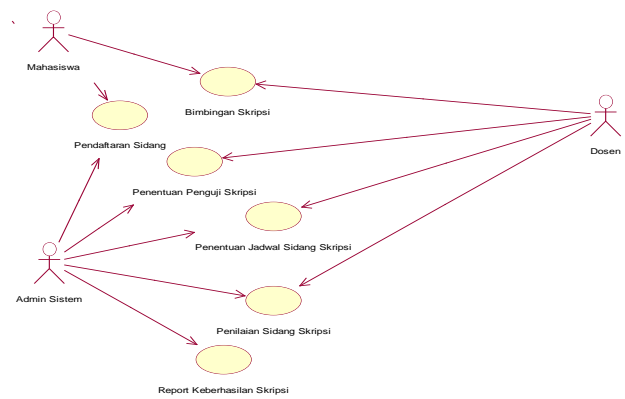 `
Mahasiswa
Bimbingan Skripsi
Pendaftaran Sidang
Dosen
Penentuan Penguji Skripsi
Penentuan Jadwal Sidang Skripsi
Admin Sistem
Penilaian Sidang Skripsi
Report Keberhasilan Skripsi